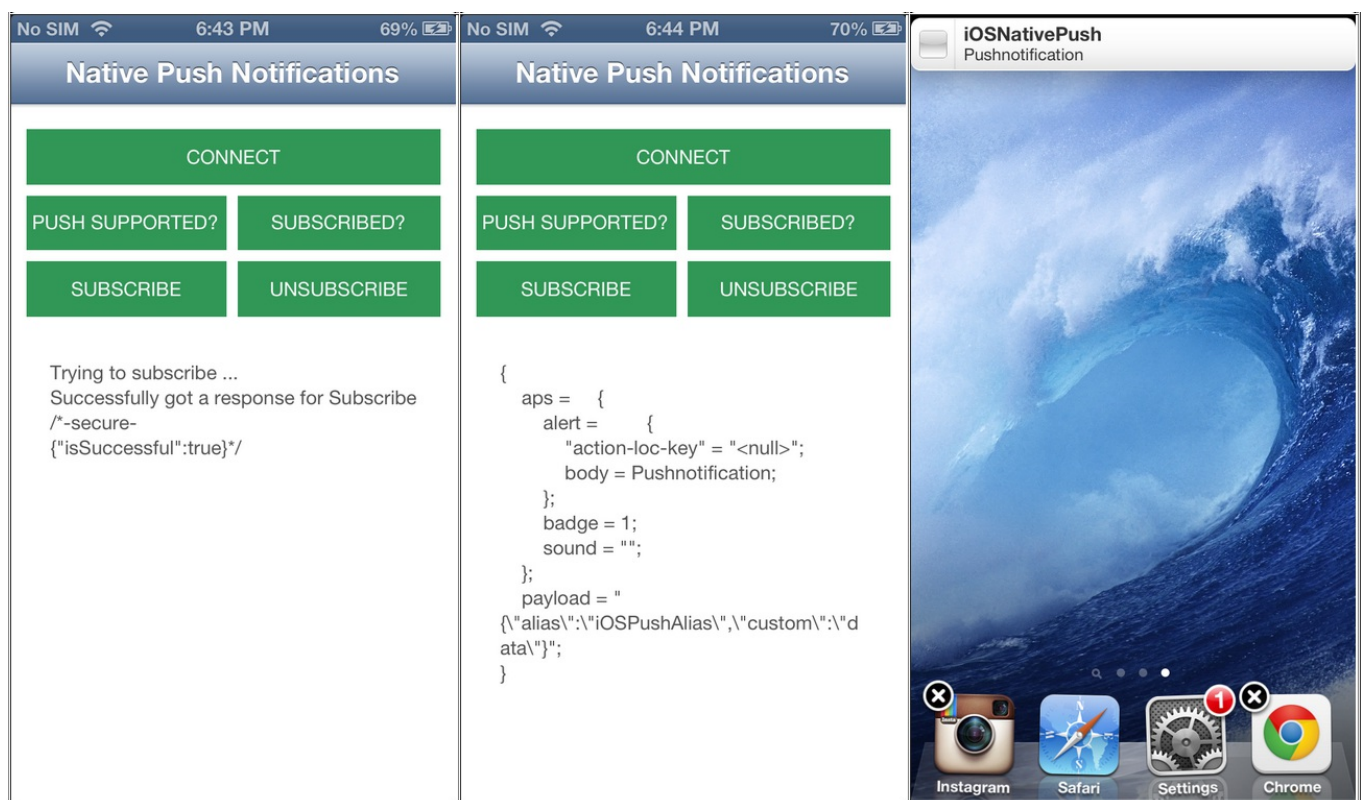 No SIM 6:43 PM 69%
Native Push Notifications
CONNECT
PUSH SUPPORTED? SUBSCRIBED?
SUBSCRIBE UNSUBSCRIBE
Trying to subscribe ...
Successfully got a response for Subscribe
/*-secure-
{"isSuccessful":true}*/
No SIM 6:44 PM 70%
Native Push Notifications
CONNECT
PUSH SUPPORTED? SUBSCRIBED?
SUBSCRIBE UNSUBSCRIBE
{
aps = {
alert = {
"action-loc-key" = "<null>";
body = Pushnotification;
};
badge = 1;
sound = "";
};
payload = "
{\"alias\":\"iOSPushAlias\",\"custom\":\"d
ata\"}";
}
iOSNativePush
Pushnotification
1
Instagram Safari Settings Chrome